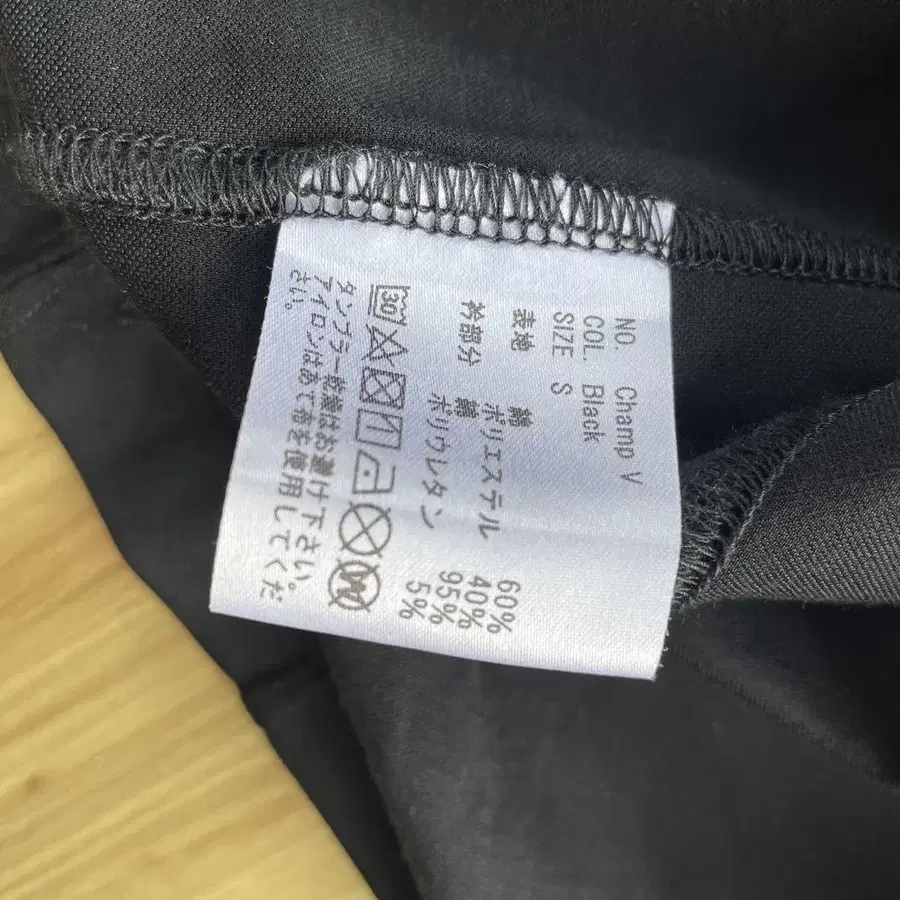 NO. Champ V
COL. Black
SIZE S
表地 綿 60%
ポリエステル 40%
衿部分 綿 95%
ポリウレタン 5%
30
W
タンブラー乾燥はお避け下さい。
アイロンはあて布を使用してくだ
さい。